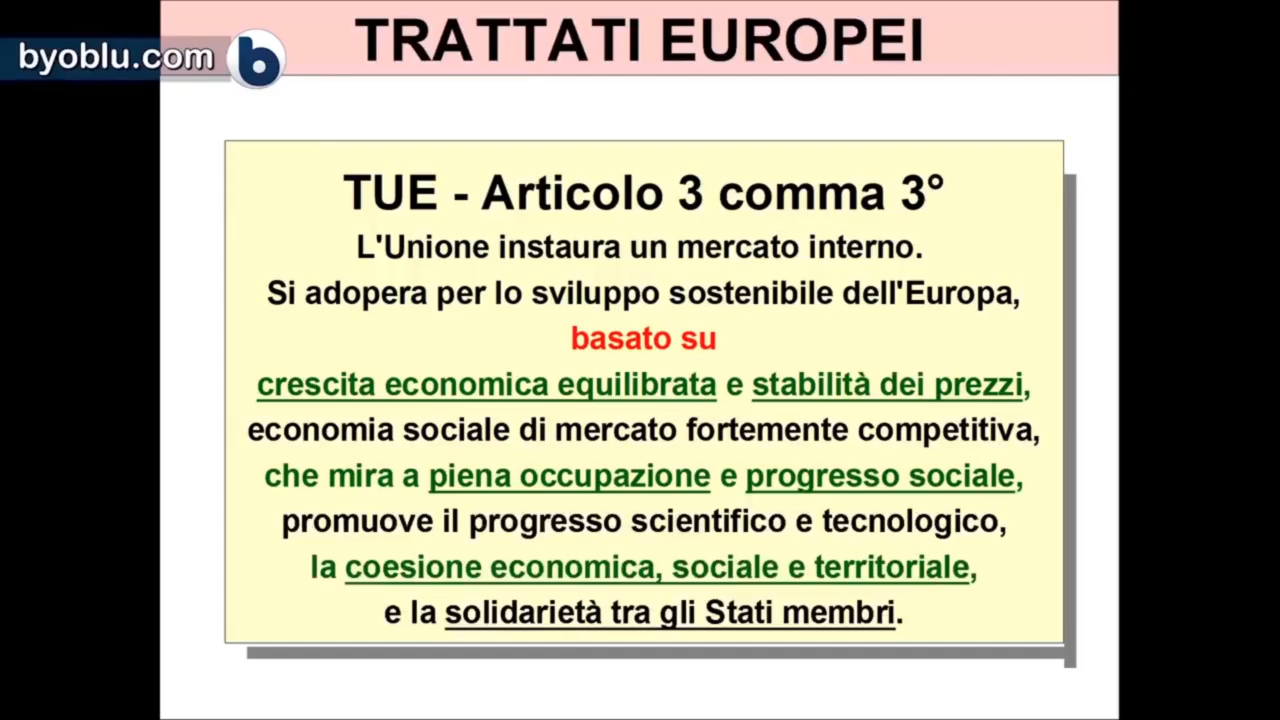 TRATTATI EUROPEI
byoblu.com b
TUE - Articolo 3 comma 3°
L'Unione instaura un mercato interno.
Si adopera per lo sviluppo sostenibile dell'Europa,
basato su
crescita economica equilibrata e stabilità dei prezzi,
economia sociale di mercato fortemente competitiva,
che mira a piena occupazione e progresso sociale,
promuove il progresso scientifico e tecnologico,
la coesione economica, sociale e territoriale,
e la solidarietà tra gli Stati membri.